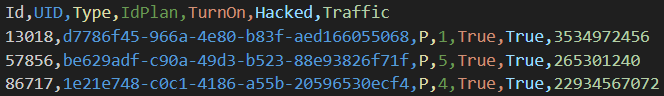 Id,UID,Type,IdPlan,TurnOn,Hacked,Traffic
13018,d7786f45-966a-4e80-b83f-aed166055068,P,1,True,True,3534972456
57856,be629adf-c90a-49d3-b523-88e93826f71f,P,5,True,True,265301240
86717,1e21e748-c0c1-4186-a55b-20596530ecf4,P,4,True,True,22934567072